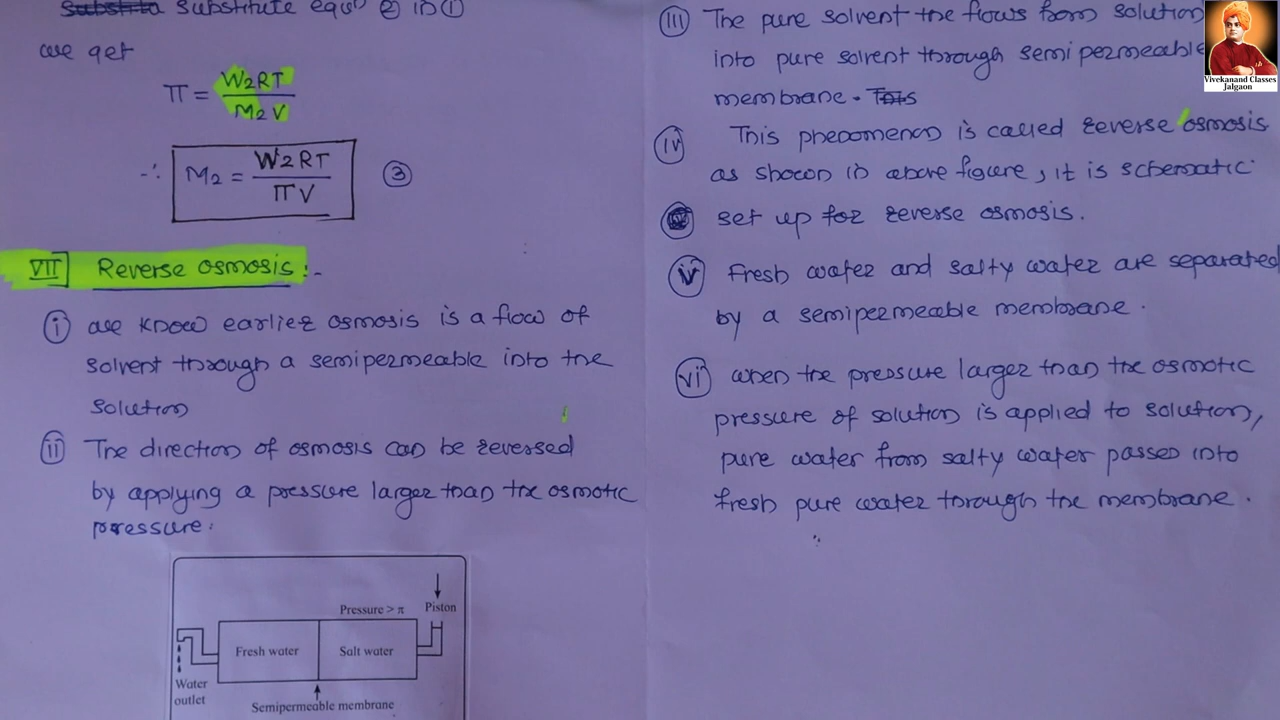 substitute equn ② in ①
we get
π = W2RT / M2 V
∴ M2 = W2RT / πV ③
VII] Reverse osmosis :-
i we know earlier osmosis is a flow of
solvent through a semipermeable into the
solution
ii The direction of osmosis can be reversed
by applying a pressure larger than the osmotic
pressure.
Pressure > π Piston
Fresh water Salt water
Water
outlet
Semipermeable membrane
iii The pure solvent the flows from solution
into pure solvent through semipermeable
membrane.
iv This phenomenon is called reverse osmosis
as shown in above figure, it is schematic
set up for reverse osmosis.
v Fresh water and salty water are separated
by a semipermeable membrane.
vi when the pressure larger than the osmotic
pressure of solution is applied to solution,
pure water from salty water passed into
fresh pure water through the membrane.
Vivekanand Classes
Jalgaon